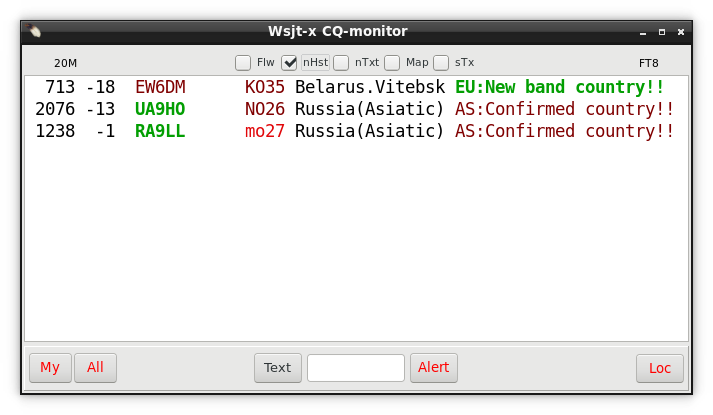 Wsjt-x CQ-monitor
20M Flw nHst nTxt Map sTx FT8
713 -18 EW6DM KO35 Belarus.Vitebsk EU:New band country!!
2076 -13 UA9HO NO26 Russia(Asiatic) AS:Confirmed country!!
1238 -1 RA9LL mo27 Russia(Asiatic) AS:Confirmed country!!
My All Text Alert Loc